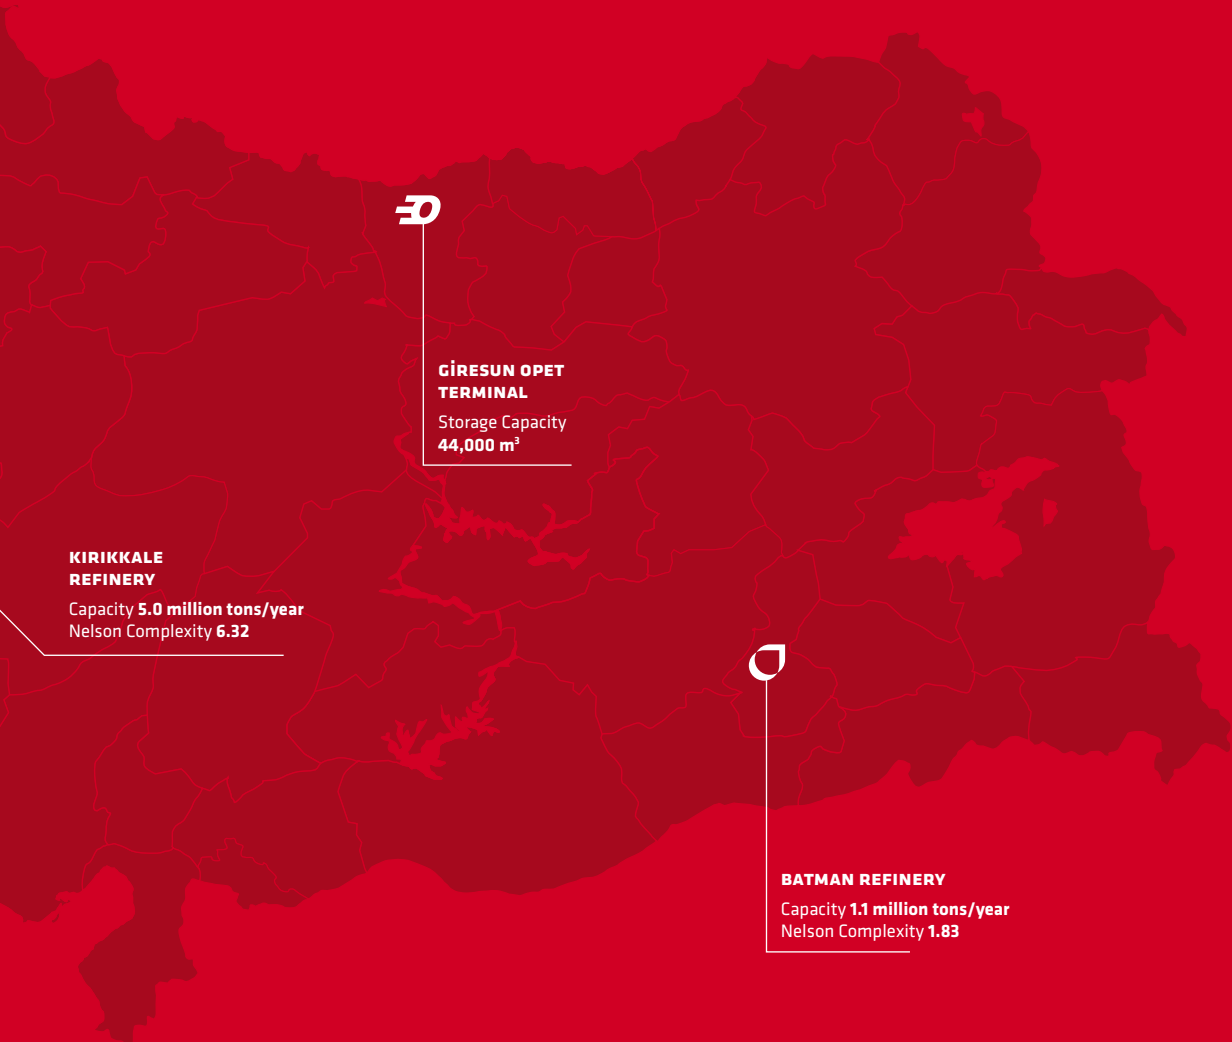 GİRESUN OPET
TERMINAL
Storage Capacity
44,000 m³
KIRIKKALE
REFINERY
Capacity 5.0 million tons/year
Nelson Complexity 6.32
BATMAN REFINERY
Capacity 1.1 million tons/year
Nelson Complexity 1.83